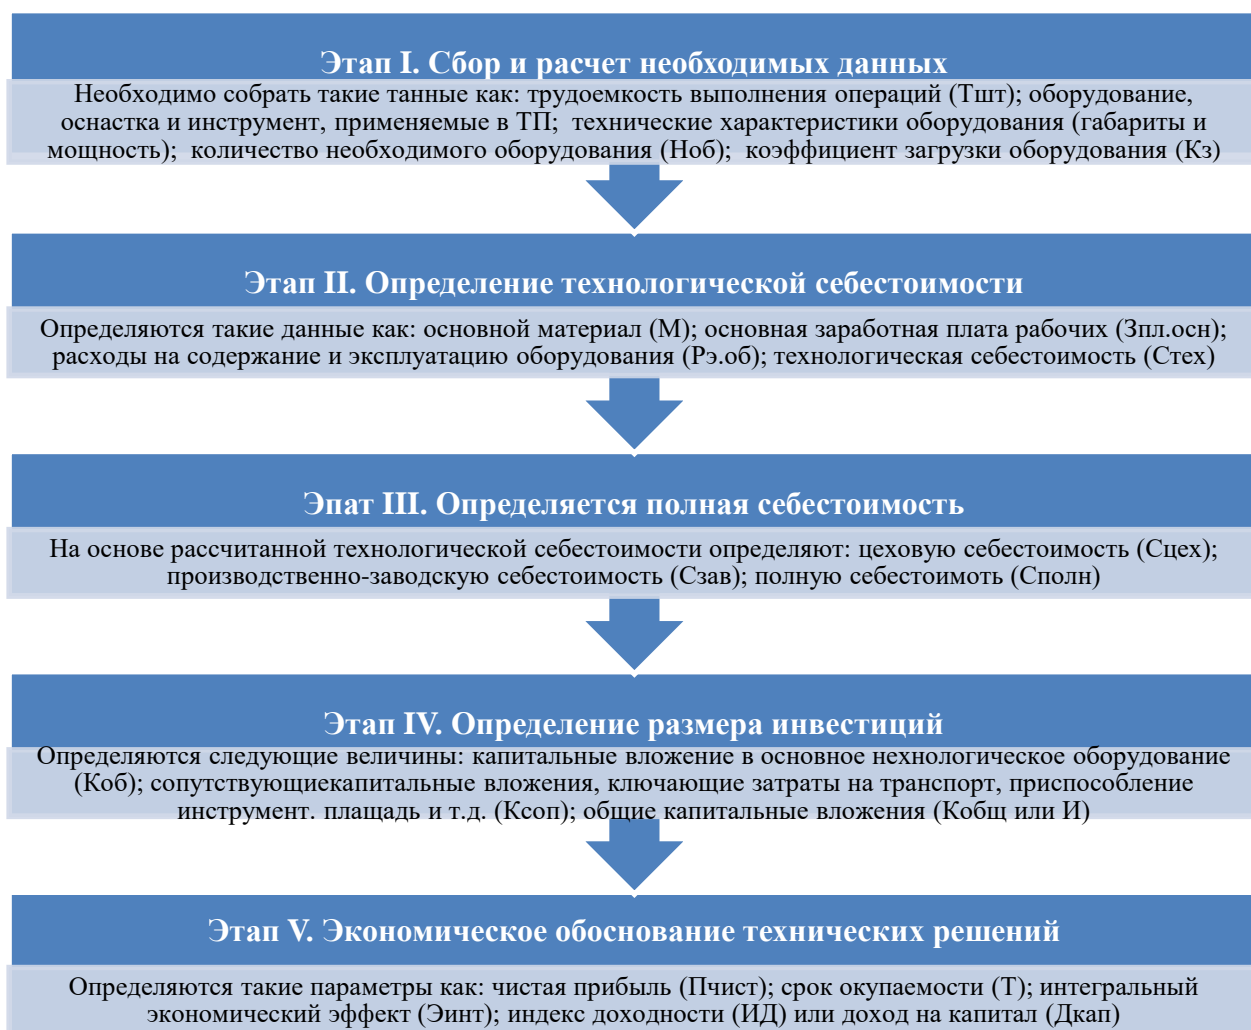 Этап I. Сбор и расчет необходимых данных
Необходимо собрать такие танные как: трудоемкость выполнения операций (Тшт); оборудование,
оснастка и инструмент, применяемые в ТП; технические характеристики оборудования (габариты и
мощность); количество необходимого оборудования (Ноб); коэффициент загрузки оборудования (Кз)
Этап II. Определение технологической себестоимости
Определяются такие данные как: основной материал (М); основная заработная плата рабочих (Зпл.осн);
расходы на содержание и эксплуатацию оборудования (Рэ.об); технологическая себестоимость (Стех)
Эпат III. Определяется полная себестоимость
На основе рассчитанной технологической себестоимости определяют: цеховую себестоимость (Сцех);
производственно-заводскую себестоимость (Сзав); полную себестоимоть (Сполн)
Этап IV. Определение размера инвестиций
Определяются следующие величины: капитальные вложение в основное нехнологическое оборудование
(Коб); сопутствующиекапитальные вложения, ключающие затраты на транспорт, приспособление
инструмент. плащадь и т.д. (Ксоп); общие капитальные вложения (Кобщ или И)
Этап V. Экономическое обоснование технических решений
Определяются такие параметры как: чистая прибыль (Пчист); срок окупаемости (Т); интегральный
экономический эффект (Эинт); индекс доходности (ИД) или доход на капитал (Дкап)